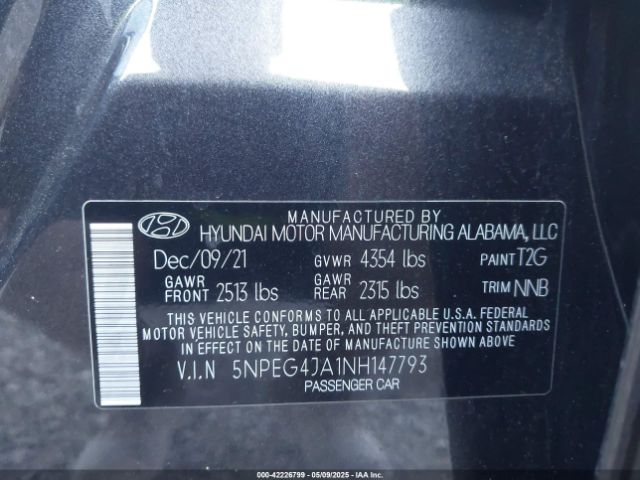 MANUFACTURED BY
HYUNDAI MOTOR MANUFACTURING ALABAMA, LLC
Dec/09/21 GVWR 4354 lbs PAINT T2G
GAWR FRONT 2513 lbs GAWR REAR 2315 lbs TRIM NNB
THIS VEHICLE CONFORMS TO ALL APPLICABLE U.S.A. FEDERAL
MOTOR VEHICLE SAFETY, BUMPER, AND THEFT PREVENTION STANDARDS
IN EFFECT ON THE DATE OF MANUFACTURE SHOWN ABOVE
V.I.N 5NPEG4JA1NH147793
PASSENGER CAR
000-42226799 - 05/09/2025 - IAA, Inc.